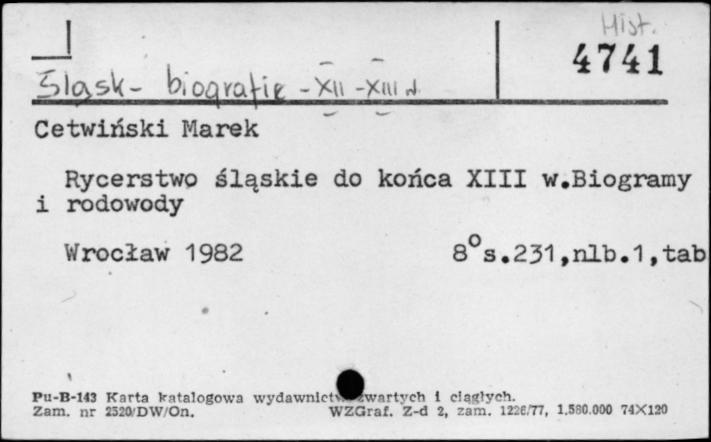 Hist.
4741
Śląsk - biografie - XII - XIII w.
Cetwiński Marek
Rycerstwo śląskie do końca XIII w.Biogramy
i rodowody
Wrocław 1982 8°s.231,nlb.1,tab
Pu-B-143 Karta katalogowa wydawnictw zwartych i ciągłych.
Zam. nr 2520/DW/On. WZGraf. Z-d 2, zam. 1226/77, 1.580.000 74X120